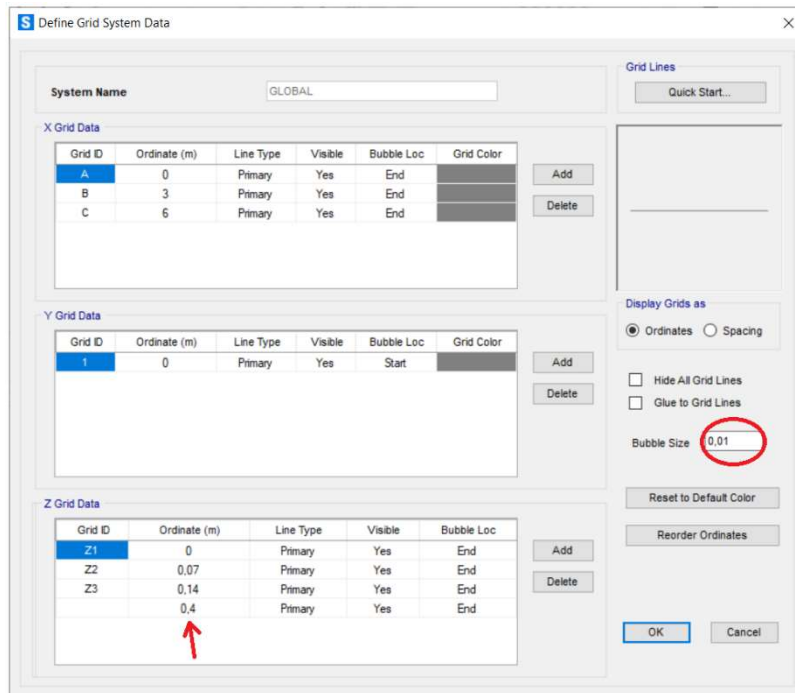 S Define Grid System Data
Grid Lines
System Name GLOBAL Quick Start...
X Grid Data
Grid ID Ordinate (m) Line Type Visible Bubble Loc Grid Color
A 0 Primary Yes End Add
B 3 Primary Yes End
C 6 Primary Yes End Delete
Display Grids as
Ordinates Spacing
Y Grid Data
Grid ID Ordinate (m) Line Type Visible Bubble Loc Grid Color
1 0 Primary Yes Start Add
Delete
Hide All Grid Lines
Glue to Grid Lines
Bubble Size 0,01
Z Grid Data
Grid ID Ordinate (m) Line Type Visible Bubble Loc
Z1 0 Primary Yes End Add
Z2 0,07 Primary Yes End
Z3 0,14 Primary Yes End Delete
0,4 Primary Yes End
Reset to Default Color
Reorder Ordinates
OK Cancel